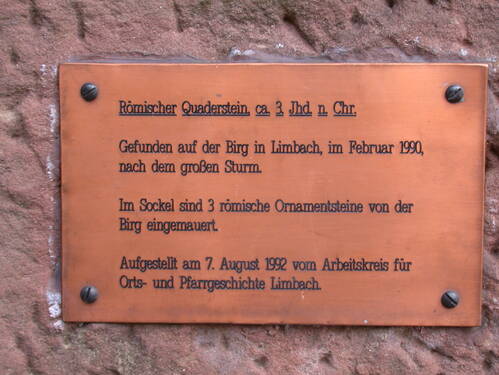 Römischer Quaderstein, ca. 3. Jhd. n. Chr.
Gefunden auf der Birg in Limbach, im Februar 1990,
nach dem großen Sturm.
Im Sockel sind 3 römische Ornamentsteine von der
Birg eingemauert.
Aufgestellt am 7. August 1992 vom Arbeitskreis für
Orts- und Pfarrgeschichte Limbach.